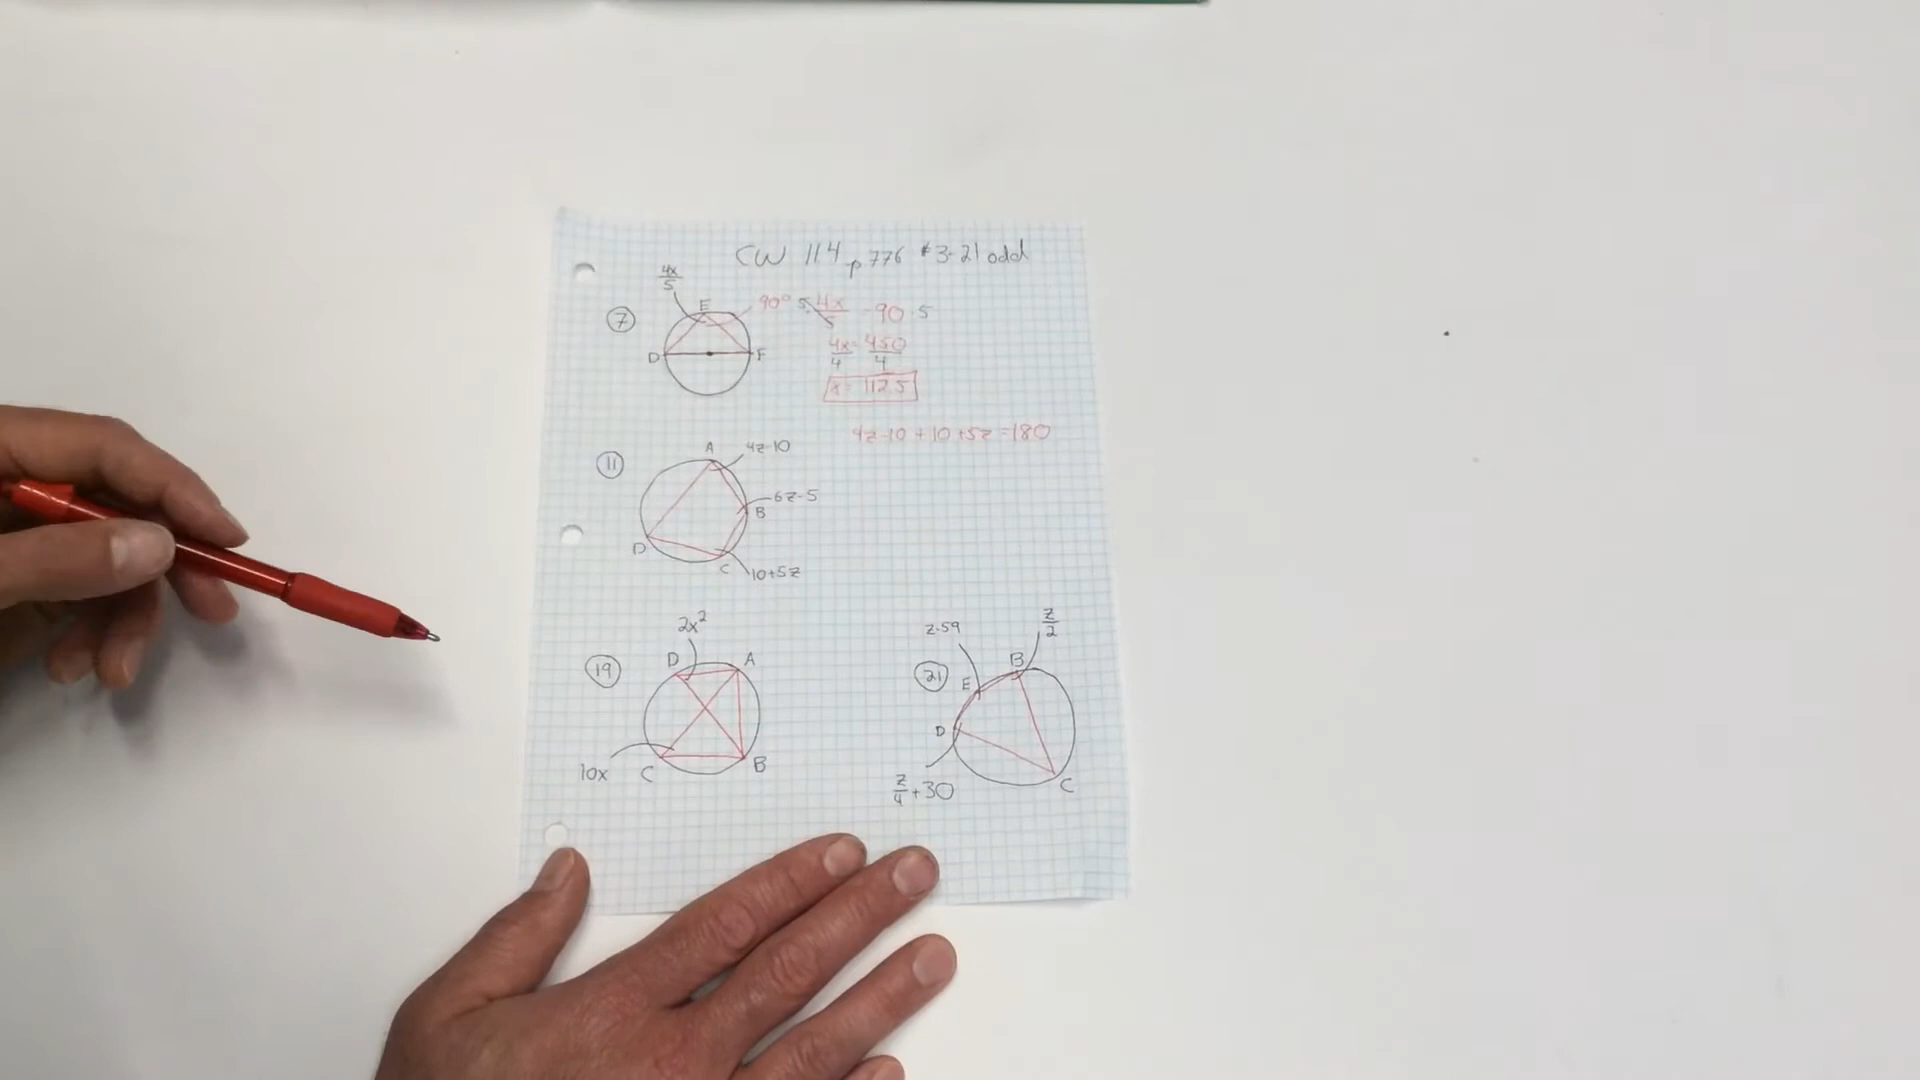 CW 114 p776 #3-21 odd
4x/5
7
E
D
F
90° 5·4x/5 = 90·5
4x/4 = 450/4
x = 112.5
4z-10+10+5z=180
11
A
4z-10
6z-5
B
D
C
10+5z
19
2x²
D
A
10x
C
B
21
z-59
z/2
B
E
D
z/4+30
C